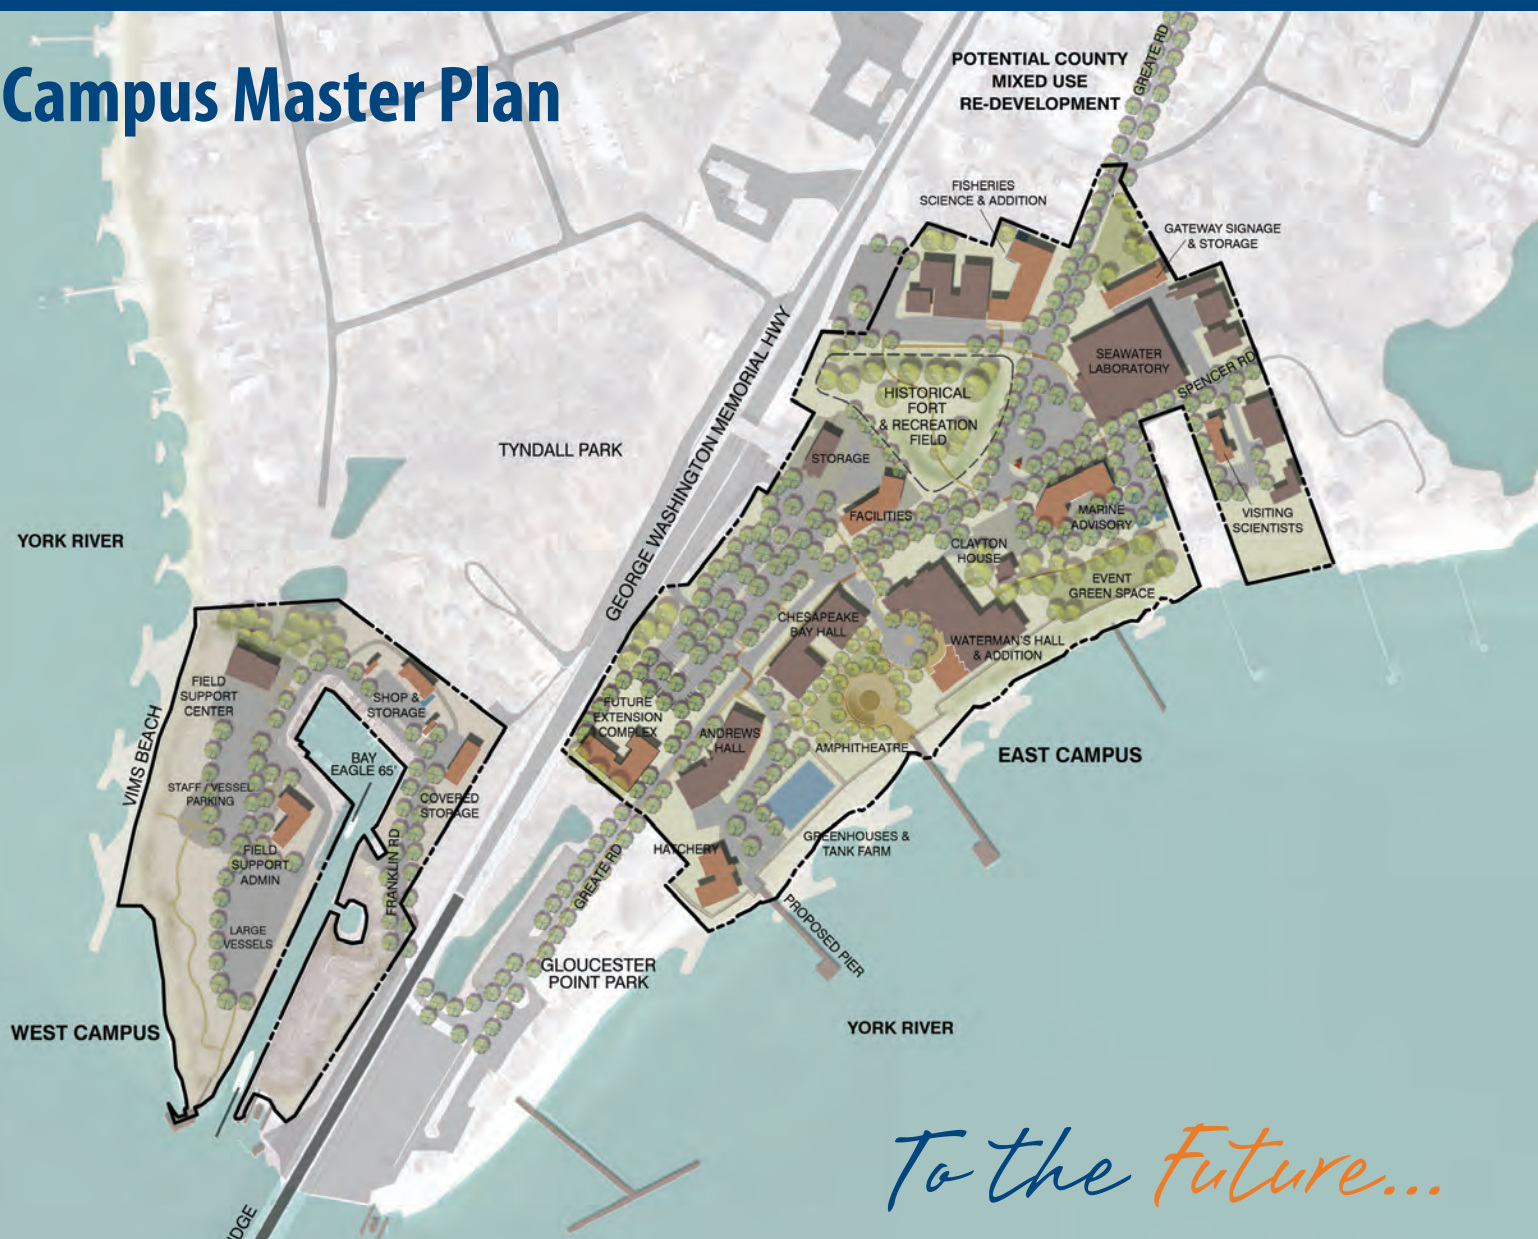 Campus Master Plan
POTENTIAL COUNTY
MIXED USE
RE-DEVELOPMENT
GREATE RD
FISHERIES
SCIENCE & ADDITION
GATEWAY SIGNAGE
& STORAGE
SEAWATER
LABORATORY
SPENCER RD
HISTORICAL
FORT
& RECREATION
FIELD
GEORGE WASHINGTON MEMORIAL HWY
TYNDALL PARK
STORAGE
FACILITIES
MARINE
ADVISORY
VISITING
SCIENTISTS
CLAYTON
HOUSE
EVENT
GREEN SPACE
YORK RIVER
CHESAPEAKE
BAY HALL
WATERMAN'S HALL
& ADDITION
FIELD
SUPPORT
CENTER
SHOP &
STORAGE
VIMS BEACH
FUTURE
EXTENSION
COMPLEX
ANDREWS
HALL
AMPHITHEATRE
EAST CAMPUS
BAY
EAGLE 65'
STAFF / VESSEL
PARKING
COVERED
STORAGE
FIELD
SUPPORT
ADMIN
FRANKLIN RD
HATCHERY
GREENHOUSES &
TANK FARM
GREATE RD
PROPOSED PIER
LARGE
VESSELS
GLOUCESTER
POINT PARK
WEST CAMPUS
YORK RIVER
To the Future...